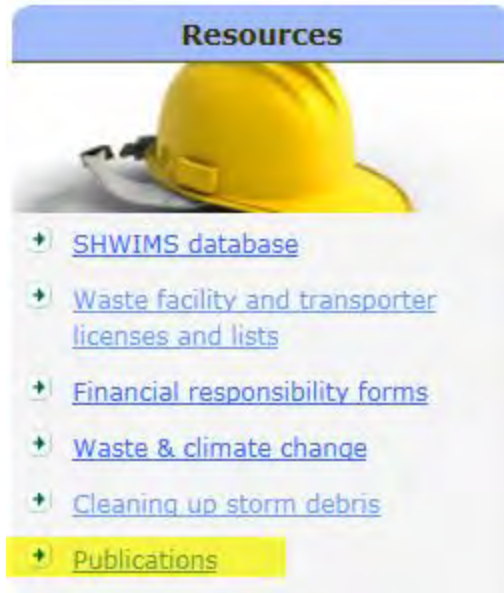 Resources
SHWIMS database
Waste facility and transporter
licenses and lists
Financial responsibility forms
Waste & climate change
Cleaning up storm debris
Publications